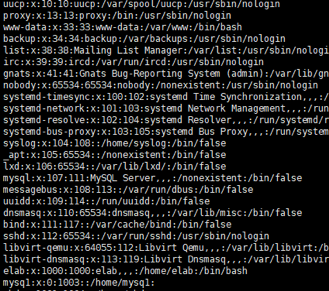 uucp:x:10:10:uucp:/var/spool/uucp:/usr/sbin/nologin
proxy:x:13:13:proxy:/bin:/usr/sbin/nologin
www-data:x:33:33:www-data:/var/www:/bin/bash
backup:x:34:34:backup:/var/backups:/usr/sbin/nologin
list:x:38:38:Mailing List Manager:/var/list:/usr/sbin/nologi
irc:x:39:39:ircd:/var/run/ircd:/usr/sbin/nologin
gnats:x:41:41:Gnats Bug-Reporting System (admin):/var/lib/gn
nobody:x:65534:65534:nobody:/nonexistent:/usr/sbin/nologin
systemd-timesync:x:100:102:systemd Time Synchronization,,,:/
systemd-network:x:101:103:systemd Network Management,,,:/run
systemd-resolve:x:102:104:systemd Resolver,,,:/run/systemd/r
systemd-bus-proxy:x:103:105:systemd Bus Proxy,,,:/run/system
syslog:x:104:108::/home/syslog:/bin/false
_apt:x:105:65534::/nonexistent:/bin/false
lxd:x:106:65534::/var/lib/lxd/:/bin/false
mysql:x:107:111:MySQL Server,,,:/nonexistent:/bin/false
messagebus:x:108:113::/var/run/dbus:/bin/false
uuidd:x:109:114::/run/uuidd:/bin/false
dnsmasq:x:110:65534:dnsmasq,,,:/var/lib/misc:/bin/false
bind:x:111:117::/var/cache/bind:/bin/false
sshd:x:112:65534::/var/run/sshd:/usr/sbin/nologin
libvirt-qemu:x:64055:112:Libvirt Qemu,,,:/var/lib/libvirt:/b
libvirt-dnsmasq:x:113:119:Libvirt Dnsmasq,,,:/var/lib/libvir
elab:x:1000:1000:elab,,,:/home/elab:/bin/bash
mysql:x:0:1003::/home/mysql: